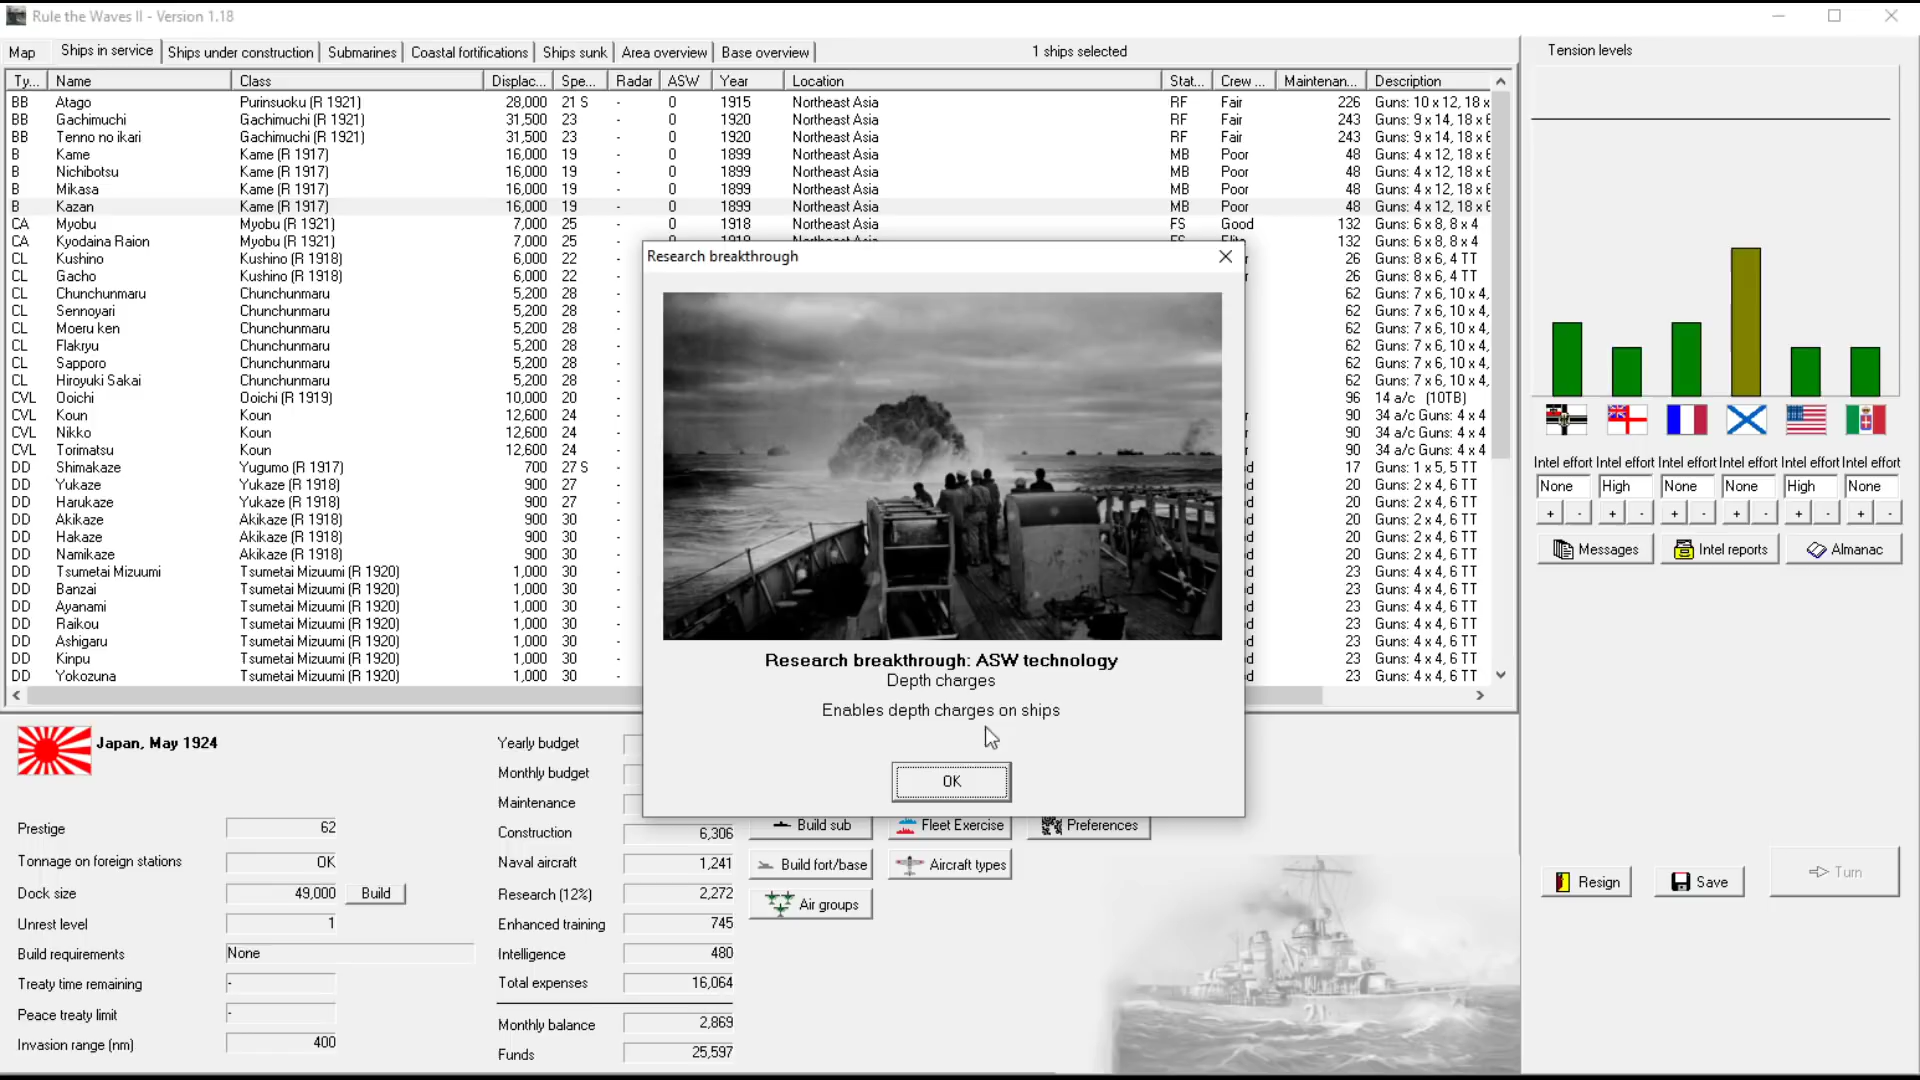 Rule the Waves II - Version 1.18
Map Ships in service Ships under construction Submarines Coastal fortifications Ships sunk Area overview Base overview 1 ships selected
Ty... Name Class Displac... Spe... Radar ASW Year Location Stat... Crew ... Maintenan... Description
BB Atago Purinsuoku (R 1921) 28,000 21 S - 0 1915 Northeast Asia RF Fair 226 Guns: 10 x 12, 18 x
BB Gachimuchi Gachimuchi (R 1921) 31,500 23 - 0 1920 Northeast Asia RF Fair 243 Guns: 9 x 14, 18 x 6
BB Tenno no ikari Gachimuchi (R 1921) 31,500 23 - 0 1920 Northeast Asia RF Fair 243 Guns: 9 x 14, 18 x 6
B Kame Kame (R 1917) 16,000 19 - 0 1899 Northeast Asia MB Poor 48 Guns: 4 x 12, 18 x 6
B Nichibotsu Kame (R 1917) 16,000 19 - 0 1899 Northeast Asia MB Poor 48 Guns: 4 x 12, 18 x 6
B Mikasa Kame (R 1917) 16,000 19 - 0 1899 Northeast Asia MB Poor 48 Guns: 4 x 12, 18 x 6
B Kazan Kame (R 1917) 16,000 19 - 0 1899 Northeast Asia MB Poor 48 Guns: 4 x 12, 18 x 6
CA Myobu Myobu (R 1921) 7,000 25 - 0 1918 Northeast Asia FS Good 132 Guns: 6 x 8, 8 x 4
CA Kyodaina Raion Myobu (R 1921) 7,000 25 - 0 1918 Northeast Asia FS Elite 132 Guns: 6 x 8, 8 x 4
CL Kushino Kushino (R 1918) 6,000 22 - 26 Guns: 8 x 6, 4 TT
CL Gacho Kushino (R 1918) 6,000 22 - 26 Guns: 8 x 6, 4 TT
CL Chunchunmaru Chunchunmaru 5,200 28 - 62 Guns: 7 x 6, 10 x 4,
CL Sennoyari Chunchunmaru 5,200 28 - 62 Guns: 7 x 6, 10 x 4,
CL Moeru ken Chunchunmaru 5,200 28 - 62 Guns: 7 x 6, 10 x 4,
CL Flakryu Chunchunmaru 5,200 28 - 62 Guns: 7 x 6, 10 x 4,
CL Sapporo Chunchunmaru 5,200 28 - 62 Guns: 7 x 6, 10 x 4,
CL Hiroyuki Sakai Chunchunmaru 5,200 28 - 62 Guns: 7 x 6, 10 x 4,
CVL Ooichi Ooichi (R 1919) 10,000 20 - 96 14 a/c (10TB)
CVL Koun Koun 12,600 24 - 90 34 a/c Guns: 4 x 4
CVL Nikko Koun 12,600 24 - 90 34 a/c Guns: 4 x 4
CVL Torimatsu Koun 12,600 24 - 90 34 a/c Guns: 4 x 4
DD Shimakaze Yugumo (R 1917) 700 27 S - 17 Guns: 1 x 5, 5 TT
DD Yukaze Yukaze (R 1918) 900 27 - 20 Guns: 2 x 4, 6 TT
DD Harukaze Yukaze (R 1918) 900 27 - 20 Guns: 2 x 4, 6 TT
DD Akikaze Akikaze (R 1918) 900 30 - 20 Guns: 2 x 4, 6 TT
DD Hakaze Akikaze (R 1918) 900 30 - 20 Guns: 2 x 4, 6 TT
DD Namikaze Akikaze (R 1918) 900 30 - 20 Guns: 2 x 4, 6 TT
DD Tsumetai Mizuumi Tsumetai Mizuumi (R 1920) 1,000 30 - 23 Guns: 4 x 4, 6 TT
DD Banzai Tsumetai Mizuumi (R 1920) 1,000 30 - 23 Guns: 4 x 4, 6 TT
DD Ayanami Tsumetai Mizuumi (R 1920) 1,000 30 - 23 Guns: 4 x 4, 6 TT
DD Raikou Tsumetai Mizuumi (R 1920) 1,000 30 - 23 Guns: 4 x 4, 6 TT
DD Ashigaru Tsumetai Mizuumi (R 1920) 1,000 30 - 23 Guns: 4 x 4, 6 TT
DD Kinpu Tsumetai Mizuumi (R 1920) 1,000 30 - 23 Guns: 4 x 4, 6 TT
DD Yokozuna Tsumetai Mizuumi (R 1920) 1,000 30 - 23 Guns: 4 x 4, 6 TT
Research breakthrough
Research breakthrough: ASW technology
Depth charges
Enables depth charges on ships
OK
Tension levels
Intel effort Intel effort Intel effort Intel effort Intel effort Intel effort
None High None None High None
+ - + - + - + - + - + -
Messages Intel reports Almanac
Japan, May 1924
Prestige 62
Tonnage on foreign stations OK
Dock size 49,000 Build
Unrest level 1
Build requirements None
Treaty time remaining -
Peace treaty limit -
Invasion range (nm) 400
Yearly budget
Monthly budget
Maintenance
Construction 6,306
Naval aircraft 1,241
Research (12%) 2,272
Enhanced training 745
Intelligence 480
Total expenses 16,064
Monthly balance 2,869
Funds 25,597
Build sub Fleet Exercise Preferences
Build fort/base Aircraft types
Air groups
21
Resign Save Turn